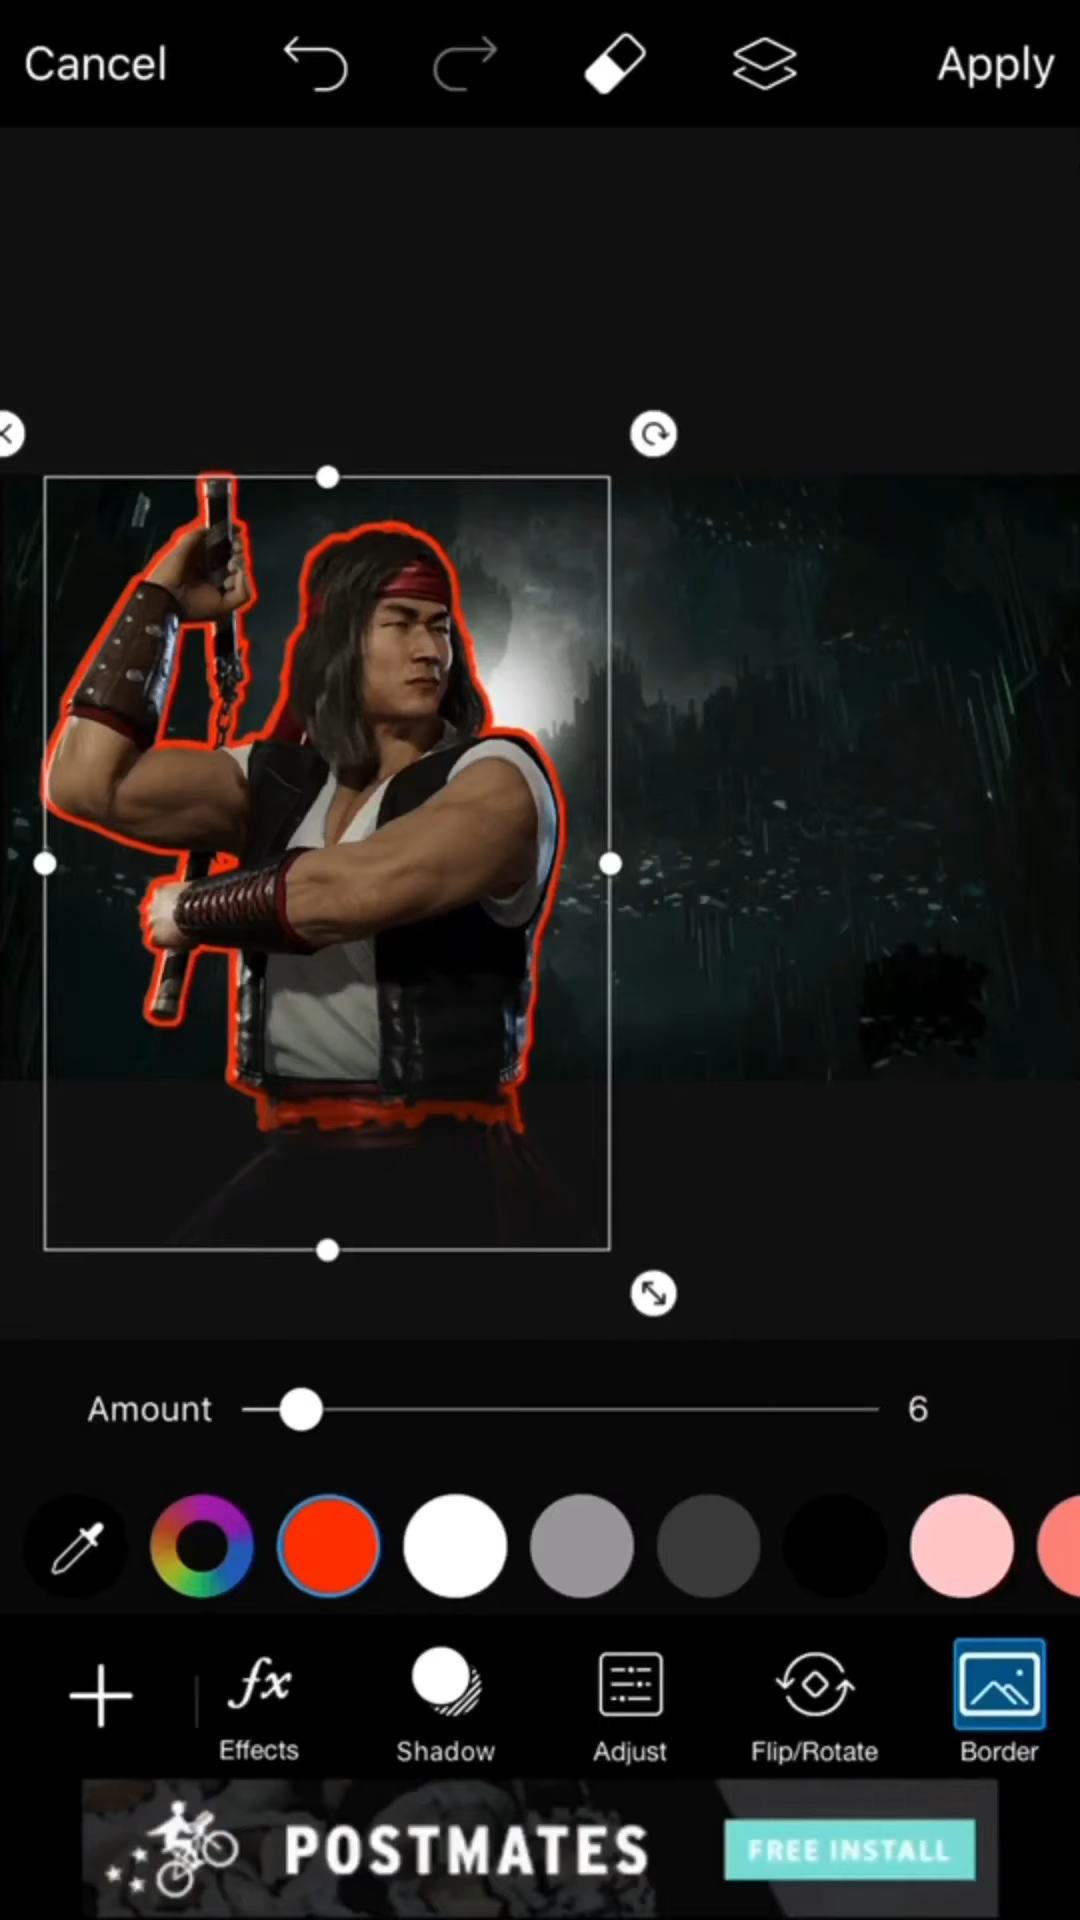 Cancel
Apply
Amount
6
Effects
Shadow
Adjust
Flip/Rotate
Border
POSTMATES
FREE INSTALL